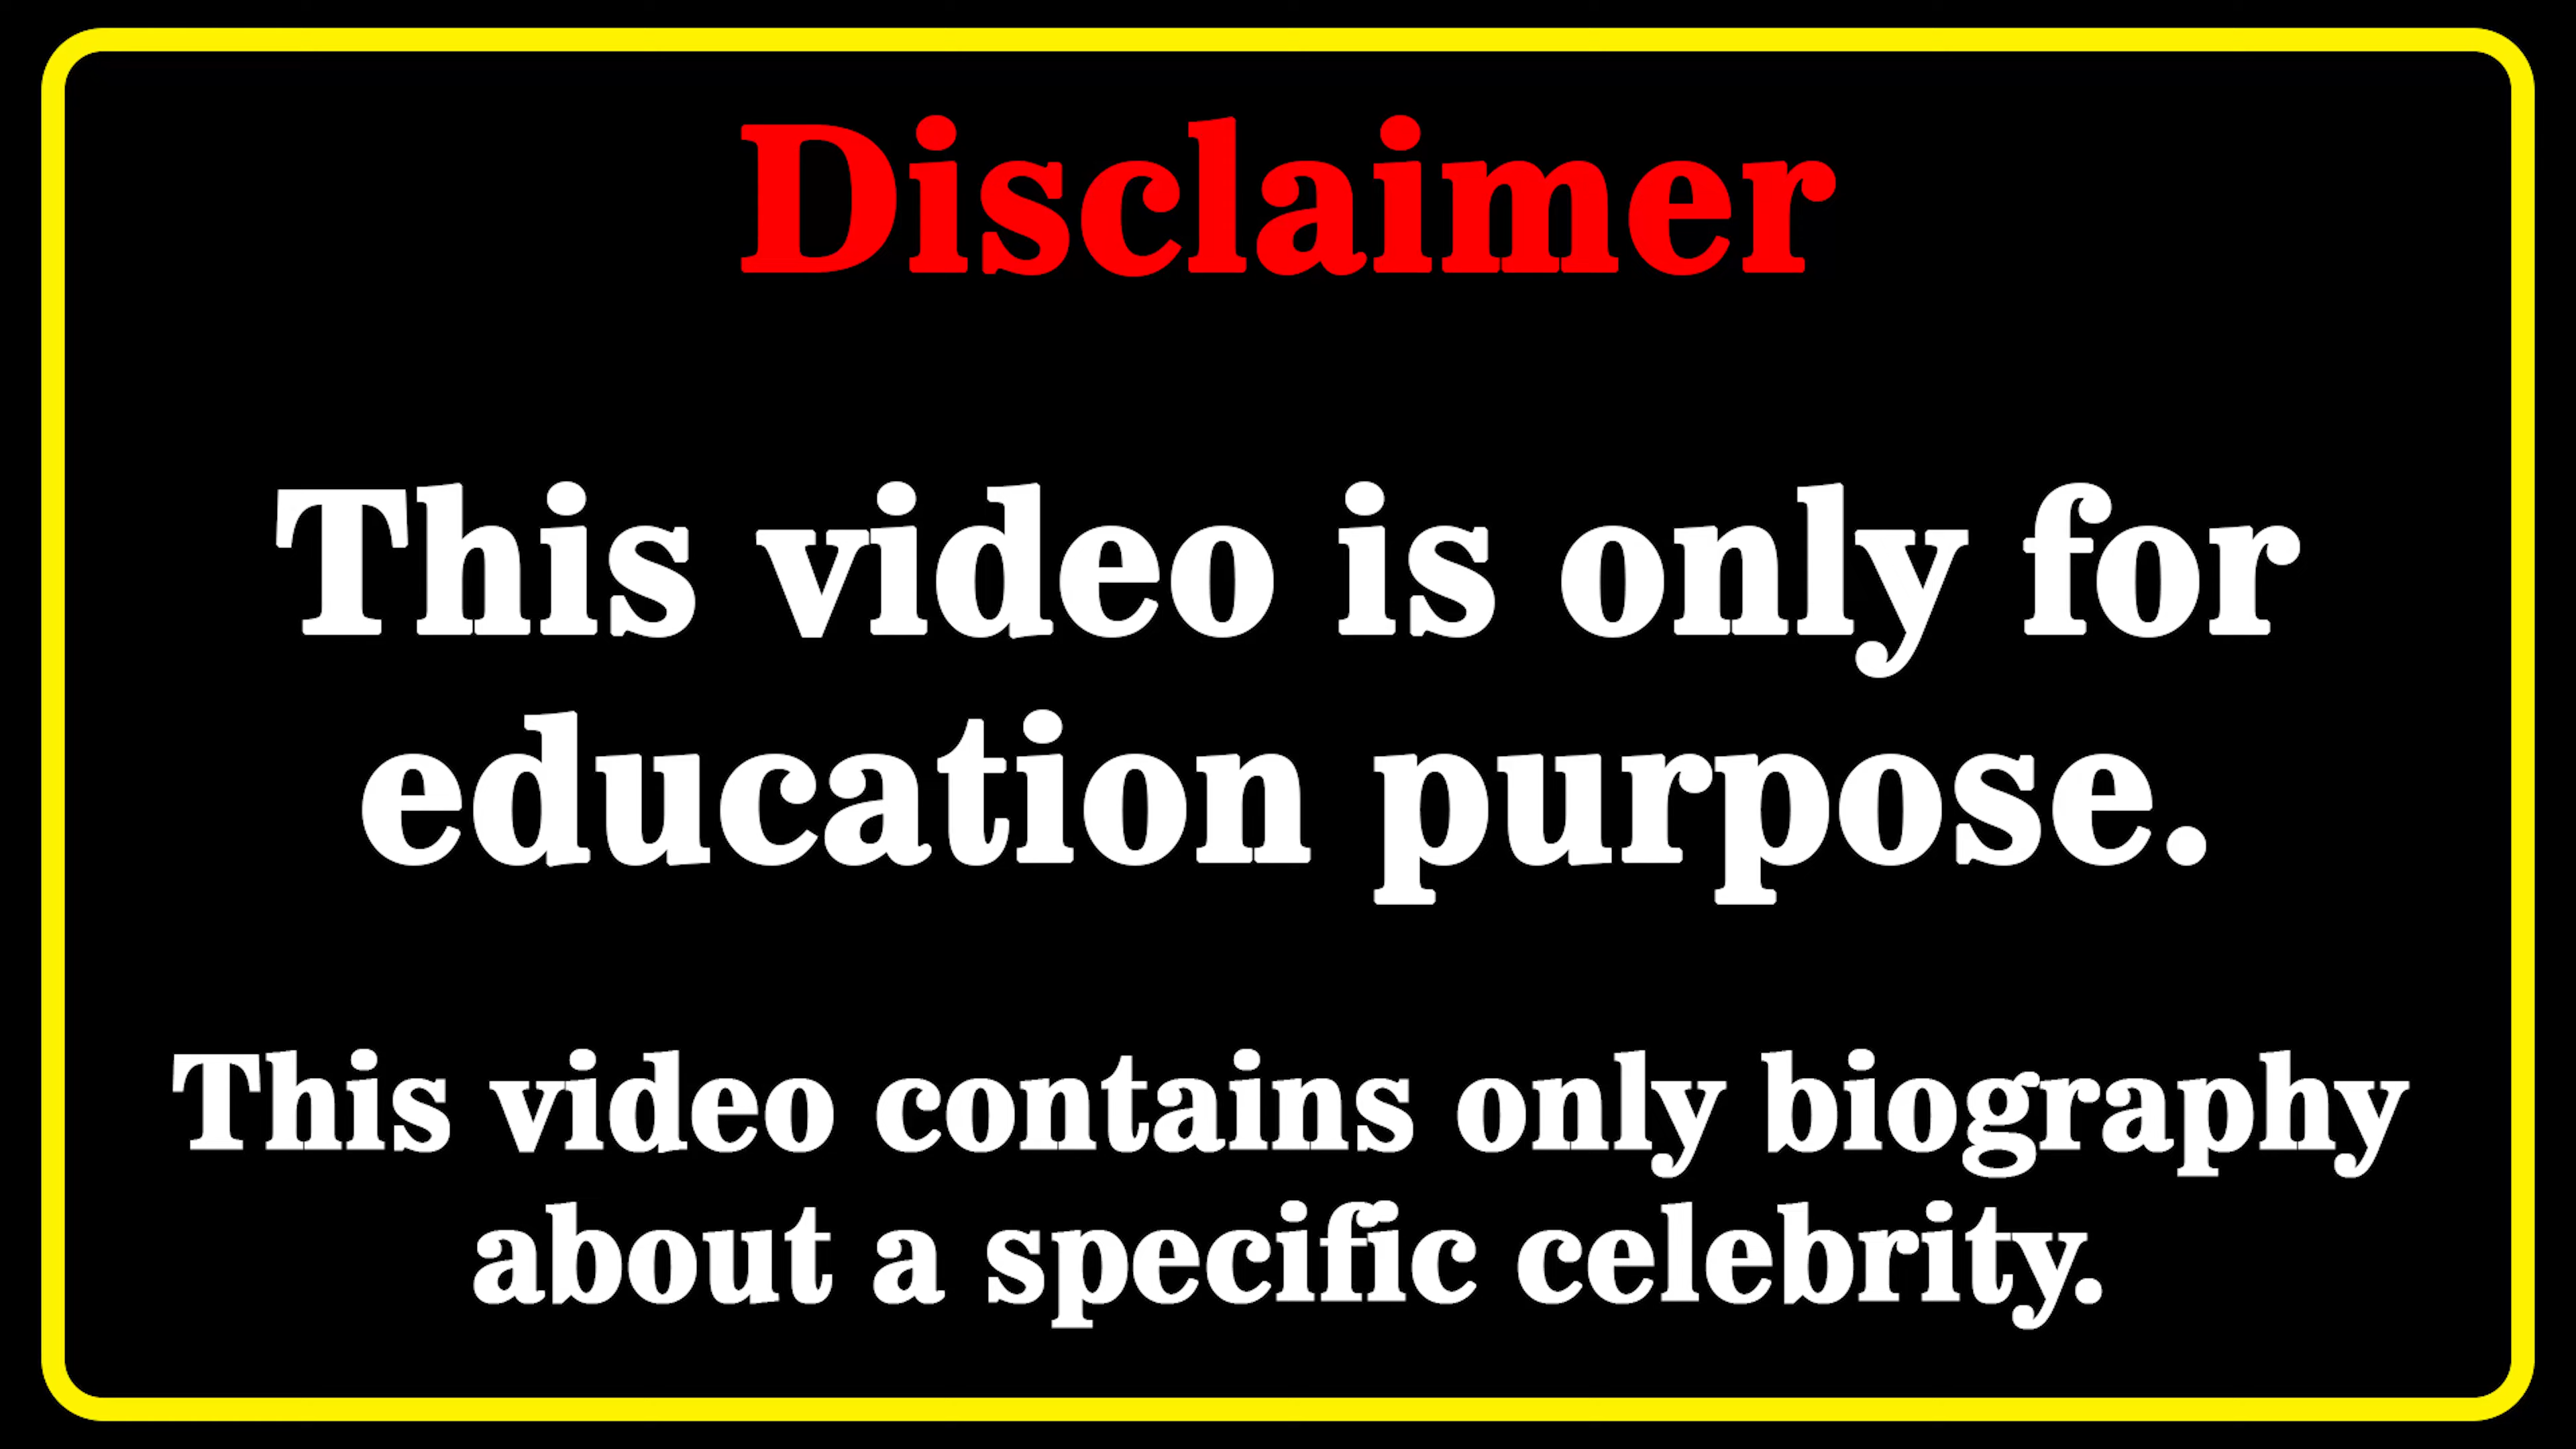 Disclaimer
This video is only for
education purpose.
This video contains only biography
about a specific celebrity.